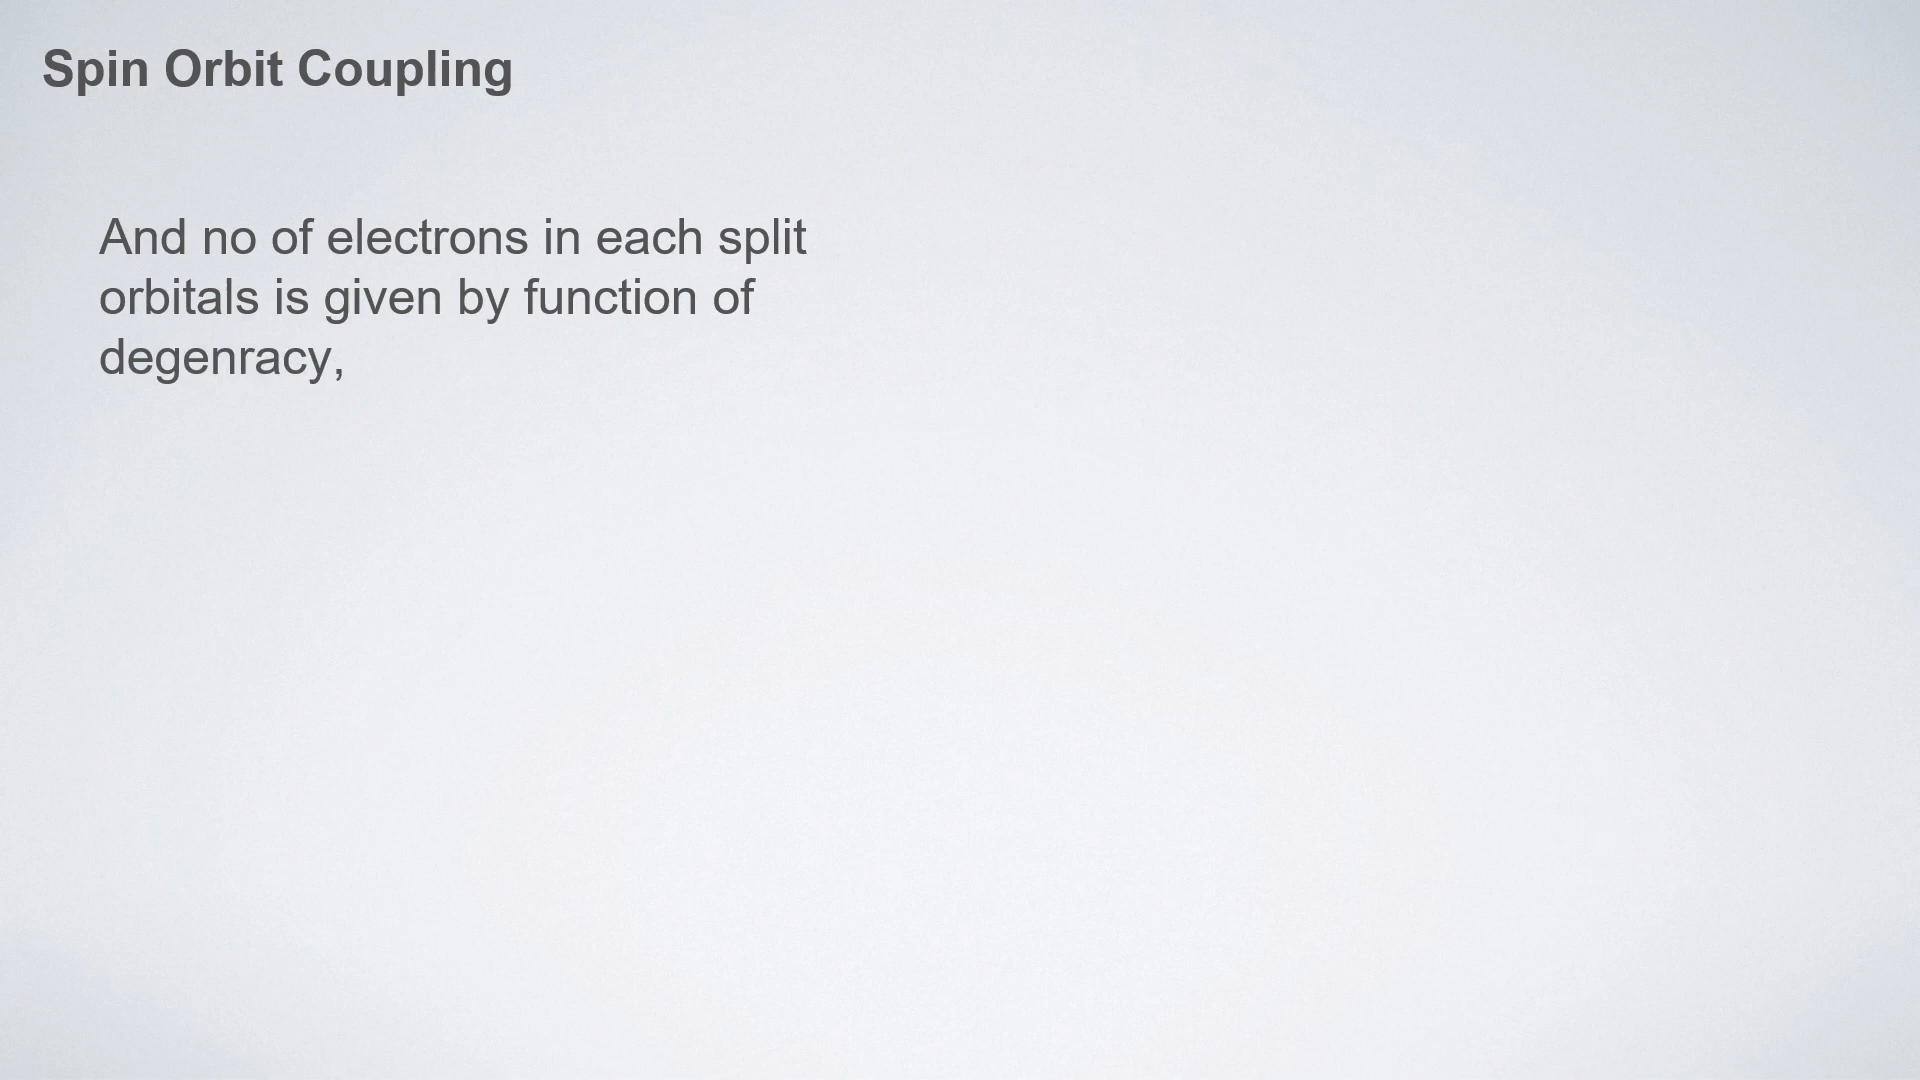 Spin Orbit Coupling
And no of electrons in each split
orbitals is given by function of
degenracy,